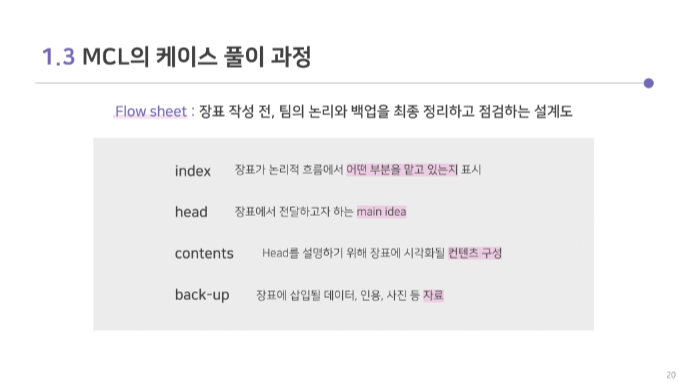 1.3 MCL의 케이스 풀이 과정
Flow sheet : 장표 작성 전, 팀의 논리와 백업을 최종 정리하고 점검하는 설계도
index 장표가 논리적 흐름에서 어떤 부분을 맡고 있는지 표시
head 장표에서 전달하고자 하는 main idea
contents Head를 설명하기 위해 장표에 시각화될 컨텐츠 구성
back-up 장표에 삽입될 데이터, 인용, 사진 등 자료
20